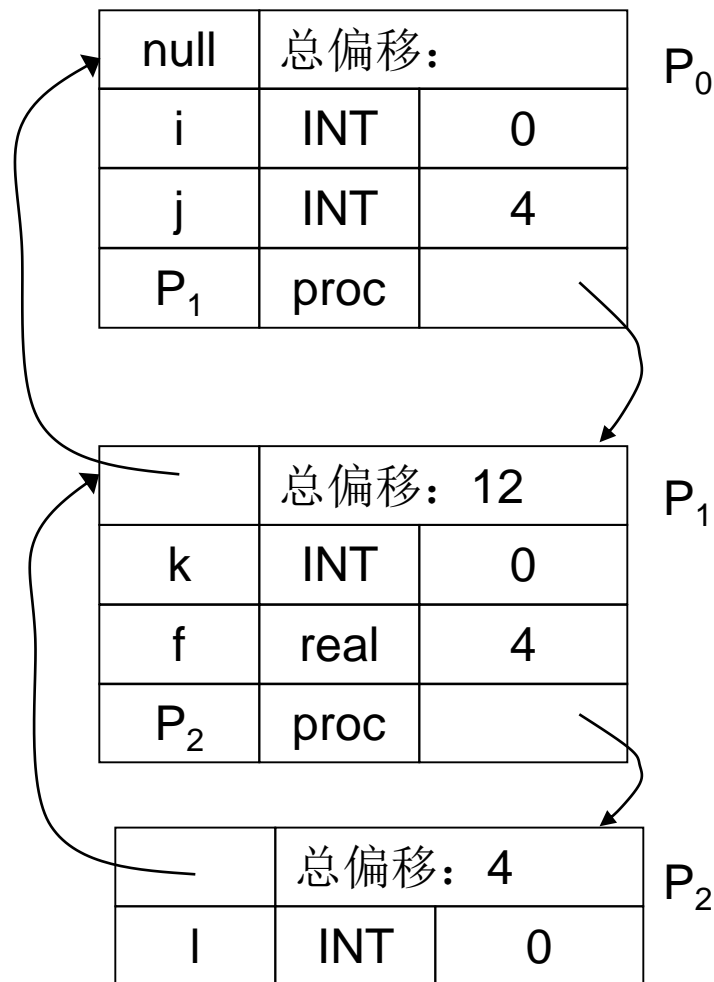 null 总偏移： P₀
i INT 0
j INT 4
P₁ proc
总偏移：12 P₁
k INT 0
f real 4
P₂ proc
总偏移：4 P₂
l INT 0